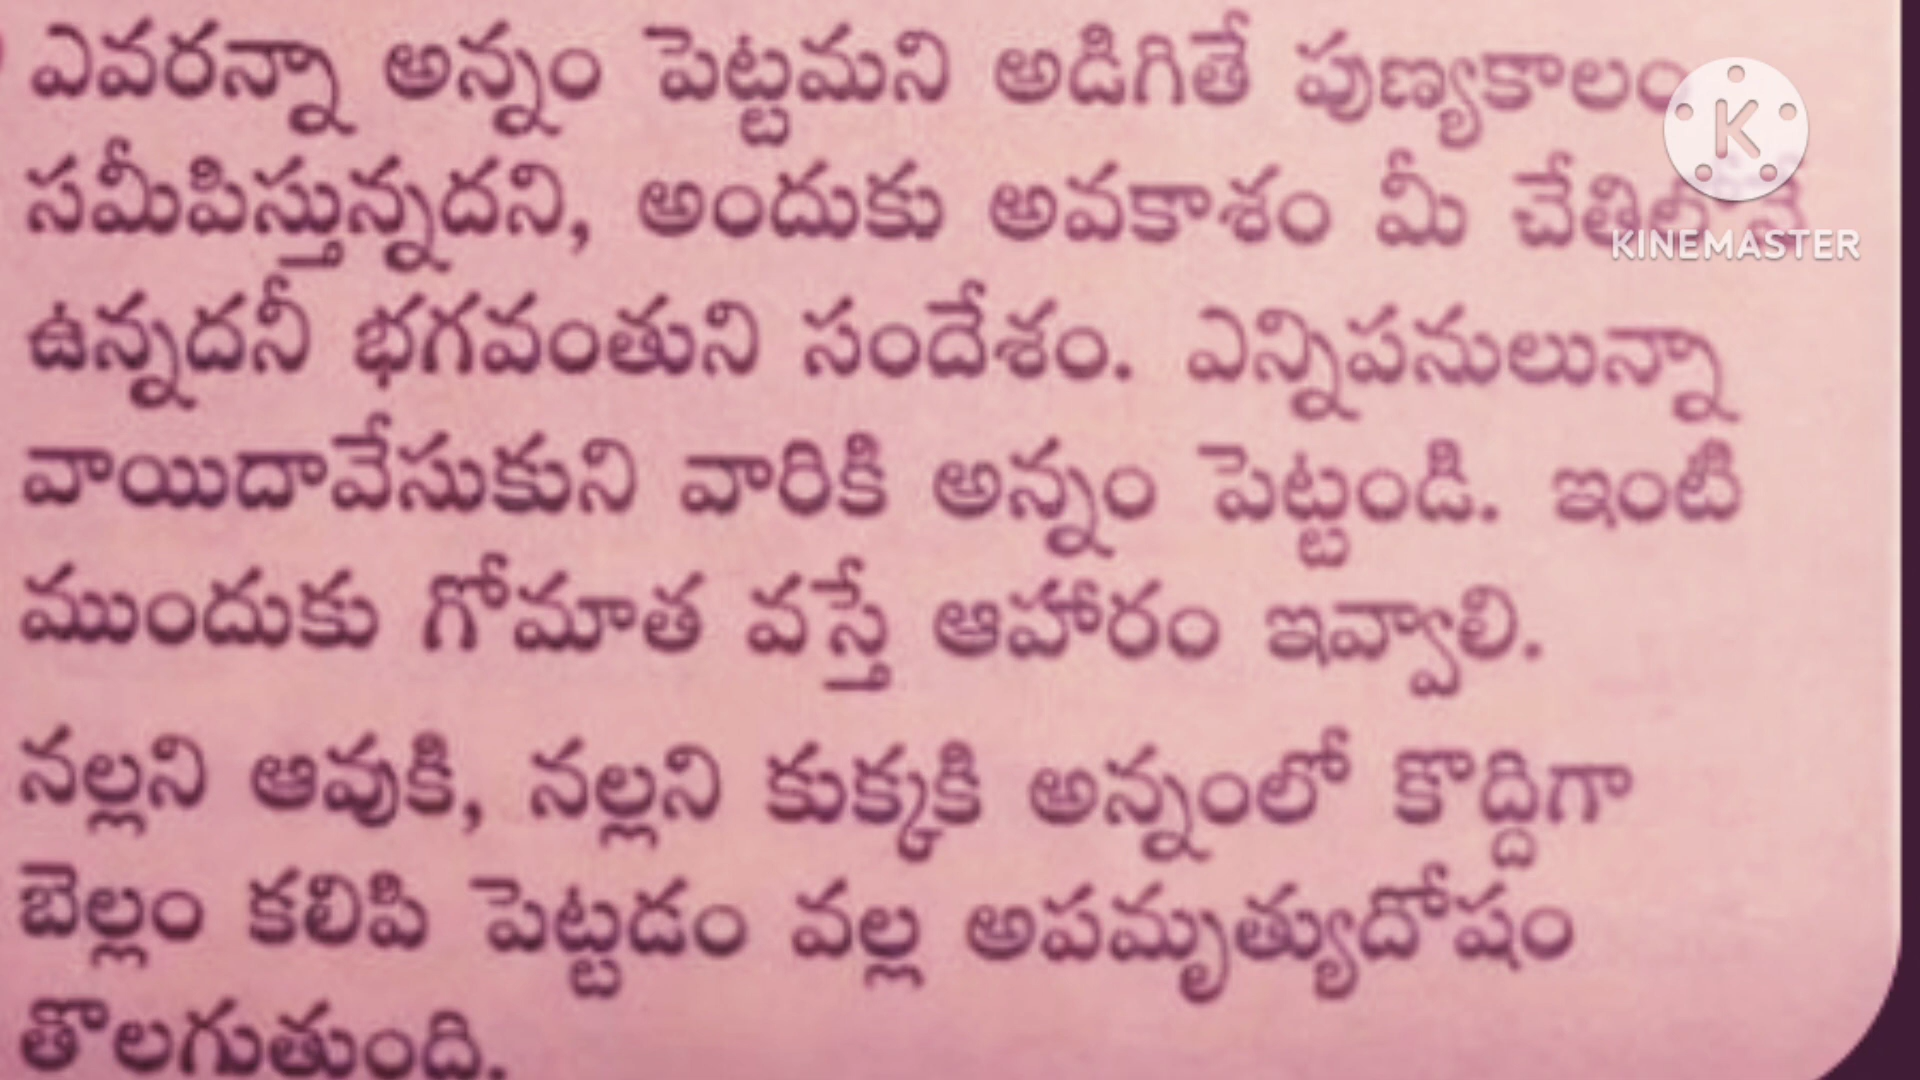 ఎవరన్నా అన్నం పెట్టమని అడిగితే పుణ్యకాలం
సమీపిస్తున్నదని, అందుకు అవకాశం మీ
ఉన్నదనీ భగవంతుని సందేశం. ఎన్నిపనులున్నా
వాయిదావేసుకుని వారికి అన్నం పెట్టండి. ఇంటి
ముందుకు గోమాత వస్తే ఆహారం ఇవ్వాలి.
నల్లని ఆవుకి, నల్లని కుక్కకి అన్నంలో కొద్దిగా
బెల్లం కలిపి పెట్టడం వల్ల అపమృత్యుదోషం
తొలగుతుంది.
K
KINEMASTER